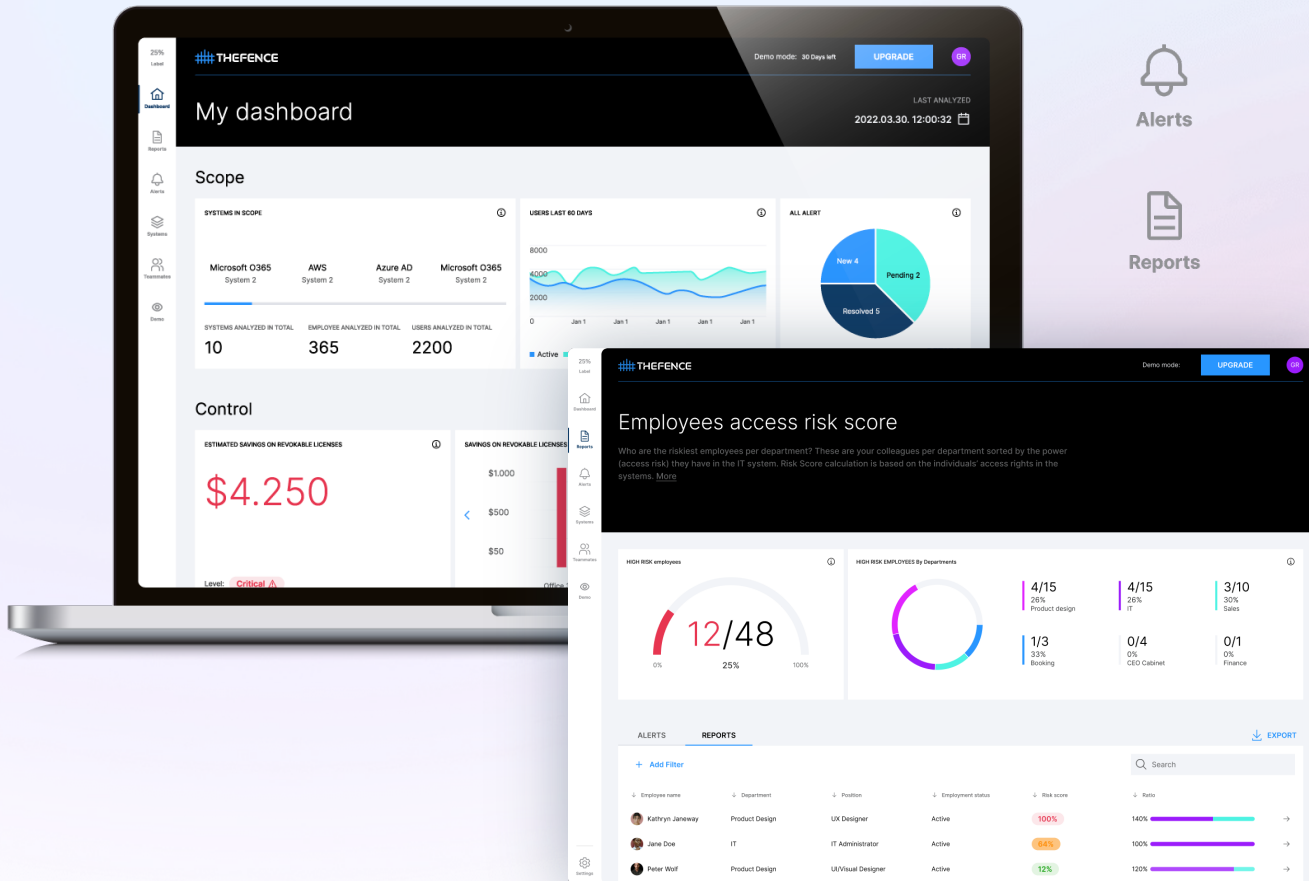 25%
Label
Dashboard
Reports
Alerts
Systems
Teammates
Demo
THEFENCE
Demo mode: 30 Days left
UPGRADE
GR
My dashboard
LAST ANALYZED
2022.03.30. 12:00:32
Scope
SYSTEMS IN SCOPE
Microsoft O365 AWS Azure AD Microsoft O365
System 2 System 2 System 2 System 2
SYSTEMS ANALYZED IN TOTAL EMPLOYEE ANALYZED IN TOTAL USERS ANALYZED IN TOTAL
10 365 2200
USERS LAST 60 DAYS
8000
4000
2000
0 Jan 1 Jan 1 Jan 1 Jan 1 Jan 1
Active
ALL ALERT
New 4
Pending 2
Resolved 5
Control
ESTIMATED SAVINGS ON REVOKABLE LICENSES
$4.250
Level: Critical
SAVINGS ON REVOKABLE LICENSES
$1.000
$500
$50
Office
Alerts
Reports
25%
Label
Dashboard
Reports
Alerts
Systems
Teammates
Demo
Settings
THEFENCE
Demo mode:
UPGRADE
GR
Employees access risk score
Who are the riskiest employees per department? These are your colleagues per department sorted by the power
(access risk) they have in the IT system. Risk Score calculation is based on the individuals' access rights in the
systems. More
HIGH RISK employees
12/48
0% 25% 100%
HIGH RISK EMPLOYEES By Departments
4/15 4/15 3/10
26% 26% 30%
Product design IT Sales
1/3 0/4 0/1
33% 0% 0%
Booking CEO Cabinet Finance
ALERTS REPORTS
EXPORT
+ Add Filter
Search
Employee name Department Position Employment status Risk score Ratio
Kathryn Janeway Product Design UX Designer Active 100% 140%
Jane Doe IT IT Administrator Active 64% 100%
Peter Wolf Product Design UI/Visual Designer Active 12% 120%